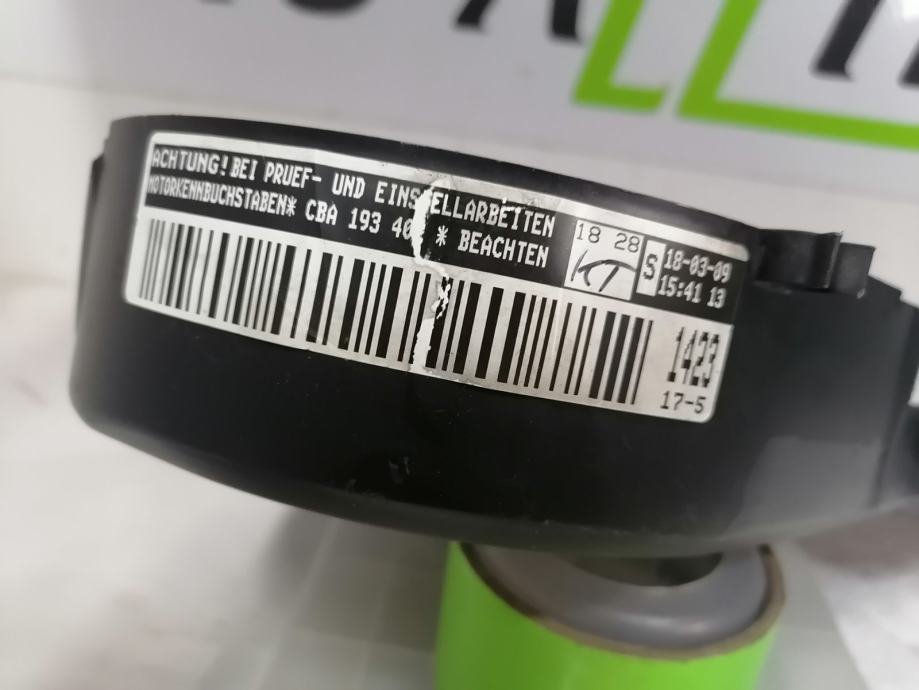 ACHTUNG! BEI PRUEF- UND EINSTELLARBEITEN
MOTORKENNBUCHSTABEN* CBA 193 40 * BEACHTEN
18 28
S
18-03-09
15:41 13
1423
17-5